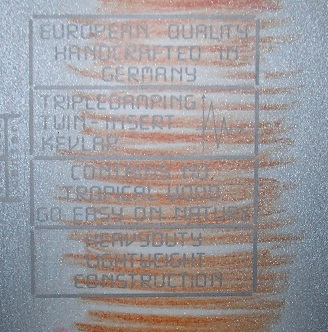 EUROPEAN QUALITY
HANDCRAFTED IN
GERMANY
TRIPLEDAMPING
TWIN-INSERT
KEVLAR
CONTAINS NO
TROPICAL WOOD
GO EASY ON NATURE
HEAVYDUTY
LIGHTWEIGHT
CONSTRUCTION